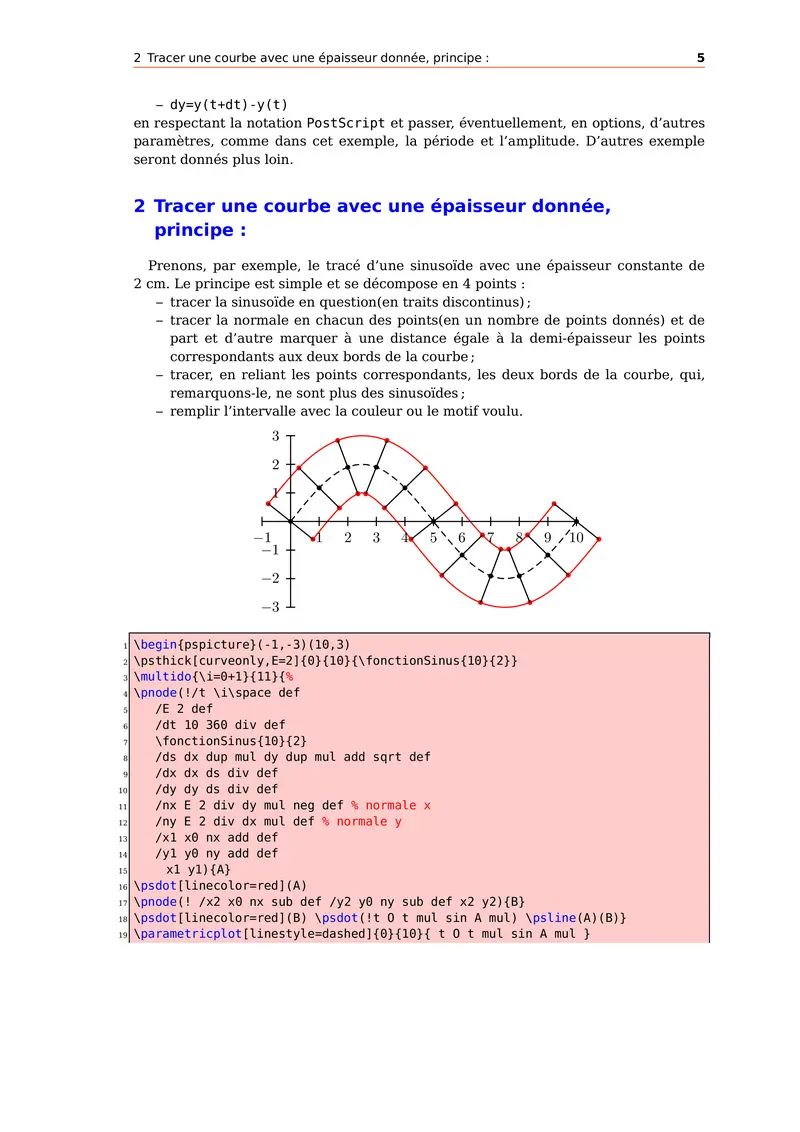 2 Tracer une courbe avec une épaisseur donnée, principe : 5
– dy=y(t+dt)-y(t)
en respectant la notation PostScript et passer, éventuellement, en options, d’autres
paramètres, comme dans cet exemple, la période et l’amplitude. D’autres exemple
seront donnés plus loin.
2 Tracer une courbe avec une épaisseur donnée,
principe :
Prenons, par exemple, le tracé d’une sinusoïde avec une épaisseur constante de
2 cm. Le principe est simple et se décompose en 4 points :
– tracer la sinusoïde en question(en traits discontinus) ;
– tracer la normale en chacun des points(en un nombre de points donnés) et de
part et d’autre marquer à une distance égale à la demi-épaisseur les points
correspondants aux deux bords de la courbe ;
– tracer, en reliant les points correspondants, les deux bords de la courbe, qui,
remarquons-le, ne sont plus des sinusoïdes ;
– remplir l’intervalle avec la couleur ou le motif voulu.
3
2
1
−1 1 2 3 4 5 6 7 8 9 10
−1
−2
−3
1 \begin{pspicture}(-1,-3)(10,3)
2 \psthick[curveonly,E=2]{0}{10}{\fonctionSinus{10}{2}}
3 \multido{\i=0+1}{11}{%
4 \pnode(!/t \i\space def
5 /E 2 def
6 /dt 10 360 div def
7 \fonctionSinus{10}{2}
8 /ds dx dup mul dy dup mul add sqrt def
9 /dx dx ds div def
10 /dy dy ds div def
11 /nx E 2 div dy mul neg def % normale x
12 /ny E 2 div dx mul def % normale y
13 /x1 x0 nx add def
14 /y1 y0 ny add def
15 x1 y1){A}
16 \psdot[linecolor=red](A)
17 \pnode(! /x2 x0 nx sub def /y2 y0 ny sub def x2 y2){B}
18 \psdot[linecolor=red](B) \psdot(!t O t mul sin A mul) \psline(A)(B)}
19 \parametricplot[linestyle=dashed]{0}{10}{ t O t mul sin A mul }